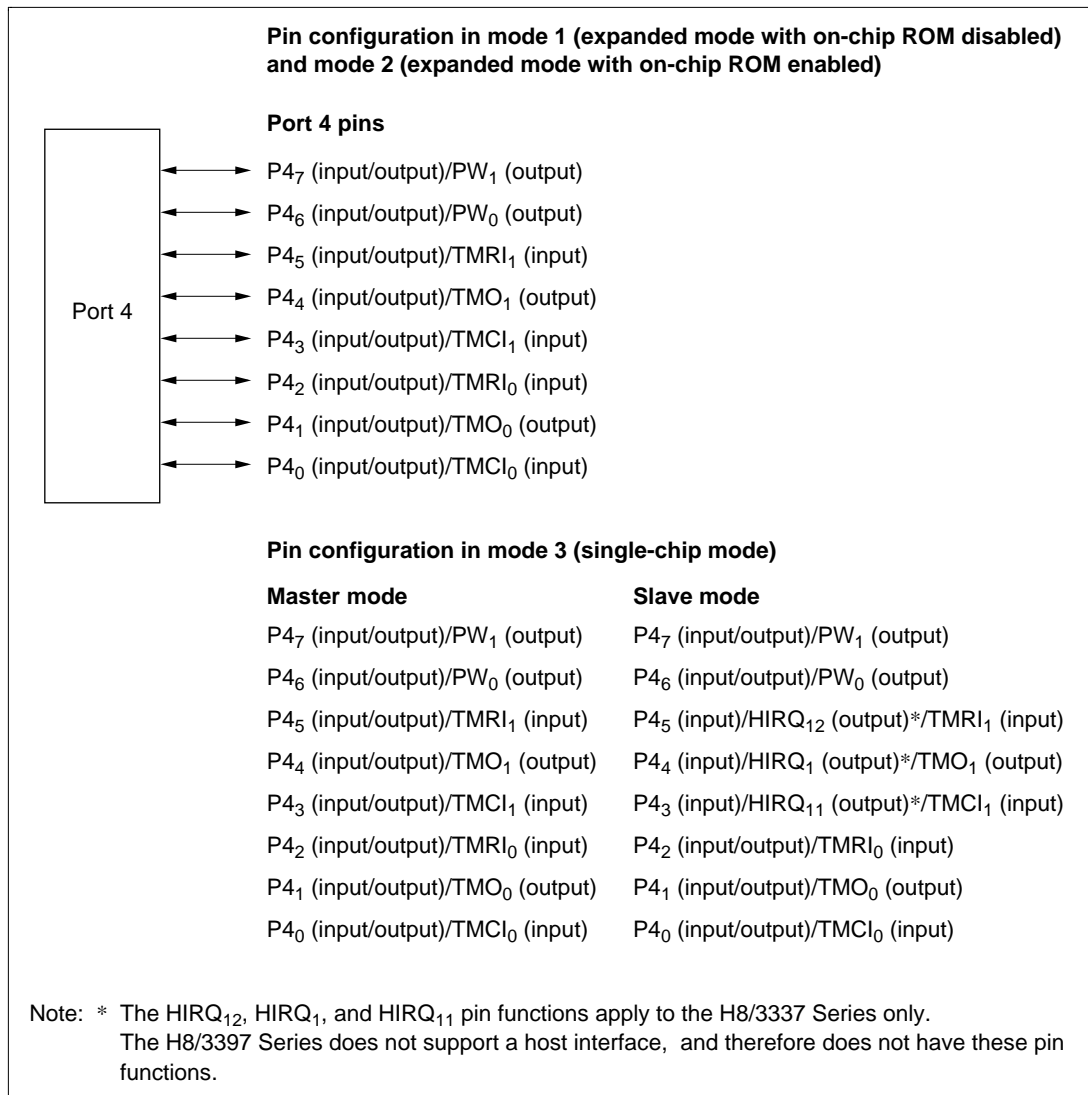 Pin configuration in mode 1 (expanded mode with on-chip ROM disabled)
and mode 2 (expanded mode with on-chip ROM enabled)
Port 4 pins
Port 4
P4₇ (input/output)/PW₁ (output)
P4₆ (input/output)/PW₀ (output)
P4₅ (input/output)/TMRI₁ (input)
P4₄ (input/output)/TMO₁ (output)
P4₃ (input/output)/TMCI₁ (input)
P4₂ (input/output)/TMRI₀ (input)
P4₁ (input/output)/TMO₀ (output)
P4₀ (input/output)/TMCI₀ (input)
Pin configuration in mode 3 (single-chip mode)
Master mode Slave mode
P4₇ (input/output)/PW₁ (output) P4₇ (input/output)/PW₁ (output)
P4₆ (input/output)/PW₀ (output) P4₆ (input/output)/PW₀ (output)
P4₅ (input/output)/TMRI₁ (input) P4₅ (input)/HIRQ₁₂ (output)*/TMRI₁ (input)
P4₄ (input/output)/TMO₁ (output) P4₄ (input)/HIRQ₁ (output)*/TMO₁ (output)
P4₃ (input/output)/TMCI₁ (input) P4₃ (input)/HIRQ₁₁ (output)*/TMCI₁ (input)
P4₂ (input/output)/TMRI₀ (input) P4₂ (input/output)/TMRI₀ (input)
P4₁ (input/output)/TMO₀ (output) P4₁ (input/output)/TMO₀ (output)
P4₀ (input/output)/TMCI₀ (input) P4₀ (input/output)/TMCI₀ (input)
Note: * The HIRQ₁₂, HIRQ₁, and HIRQ₁₁ pin functions apply to the H8/3337 Series only.
The H8/3397 Series does not support a host interface, and therefore does not have these pin
functions.